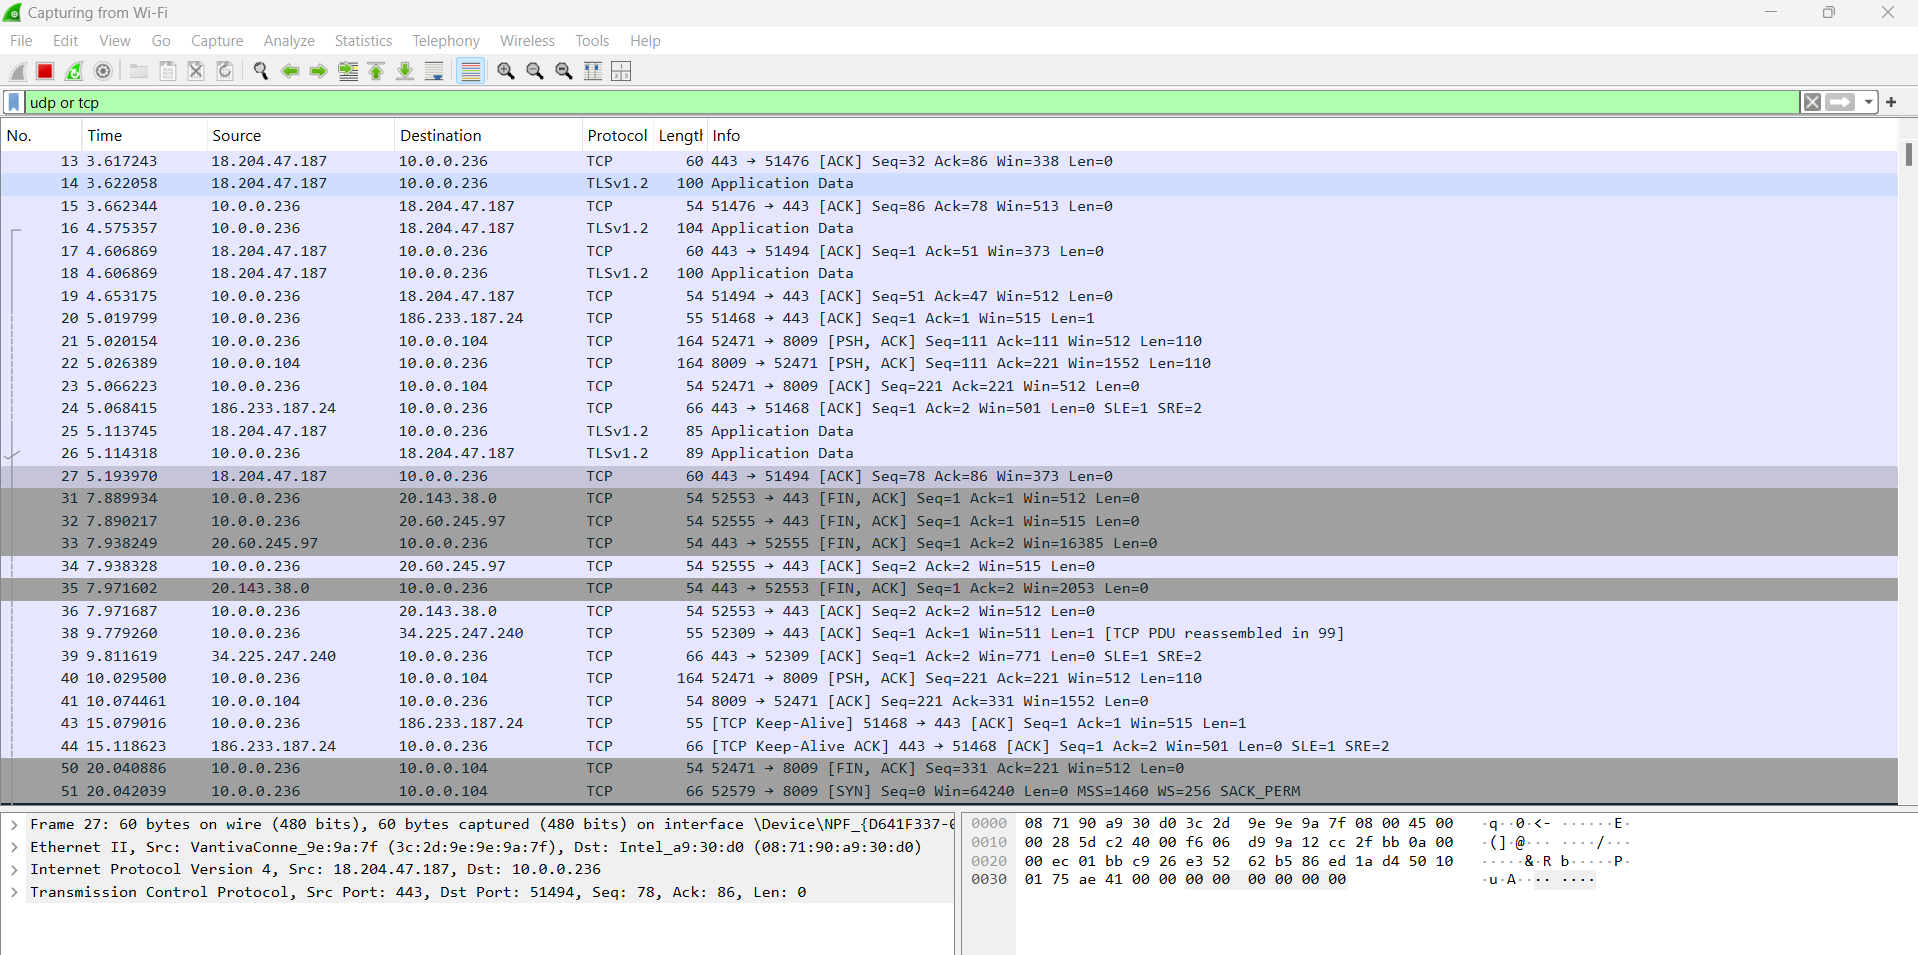 Capturing from Wi-Fi
File Edit View Go Capture Analyze Statistics Telephony Wireless Tools Help
udp or tcp
No. Time Source Destination Protocol Length Info
13 3.617243 18.204.47.187 10.0.0.236 TCP 60 443 → 51476 [ACK] Seq=32 Ack=86 Win=338 Len=0
14 3.622058 18.204.47.187 10.0.0.236 TLSv1.2 100 Application Data
15 3.662344 10.0.0.236 18.204.47.187 TCP 54 51476 → 443 [ACK] Seq=86 Ack=78 Win=513 Len=0
16 4.575357 10.0.0.236 18.204.47.187 TLSv1.2 104 Application Data
17 4.606869 18.204.47.187 10.0.0.236 TCP 60 443 → 51494 [ACK] Seq=1 Ack=51 Win=373 Len=0
18 4.606869 18.204.47.187 10.0.0.236 TLSv1.2 100 Application Data
19 4.653175 10.0.0.236 18.204.47.187 TCP 54 51494 → 443 [ACK] Seq=51 Ack=47 Win=512 Len=0
20 5.019799 10.0.0.236 186.233.187.24 TCP 55 51468 → 443 [ACK] Seq=1 Ack=1 Win=515 Len=1
21 5.020154 10.0.0.236 10.0.0.104 TCP 164 52471 → 8009 [PSH, ACK] Seq=111 Ack=111 Win=512 Len=110
22 5.026389 10.0.0.104 10.0.0.236 TCP 164 8009 → 52471 [PSH, ACK] Seq=111 Ack=221 Win=1552 Len=110
23 5.066223 10.0.0.236 10.0.0.104 TCP 54 52471 → 8009 [ACK] Seq=221 Ack=221 Win=512 Len=0
24 5.068415 186.233.187.24 10.0.0.236 TCP 66 443 → 51468 [ACK] Seq=1 Ack=2 Win=501 Len=0 SLE=1 SRE=2
25 5.113745 18.204.47.187 10.0.0.236 TLSv1.2 85 Application Data
26 5.114318 10.0.0.236 18.204.47.187 TLSv1.2 89 Application Data
27 5.193970 18.204.47.187 10.0.0.236 TCP 60 443 → 51494 [ACK] Seq=78 Ack=86 Win=373 Len=0
31 7.889934 10.0.0.236 20.143.38.0 TCP 54 52553 → 443 [FIN, ACK] Seq=1 Ack=1 Win=512 Len=0
32 7.890217 10.0.0.236 20.60.245.97 TCP 54 52555 → 443 [FIN, ACK] Seq=1 Ack=1 Win=515 Len=0
33 7.938249 20.60.245.97 10.0.0.236 TCP 54 443 → 52555 [FIN, ACK] Seq=1 Ack=2 Win=16385 Len=0
34 7.938328 10.0.0.236 20.60.245.97 TCP 54 52555 → 443 [ACK] Seq=2 Ack=2 Win=515 Len=0
35 7.971602 20.143.38.0 10.0.0.236 TCP 54 443 → 52553 [FIN, ACK] Seq=1 Ack=2 Win=2053 Len=0
36 7.971687 10.0.0.236 20.143.38.0 TCP 54 52553 → 443 [ACK] Seq=2 Ack=2 Win=512 Len=0
38 9.779260 10.0.0.236 34.225.247.240 TCP 55 52309 → 443 [ACK] Seq=1 Ack=1 Win=511 Len=1 [TCP PDU reassembled in 99]
39 9.811619 34.225.247.240 10.0.0.236 TCP 66 443 → 52309 [ACK] Seq=1 Ack=2 Win=771 Len=0 SLE=1 SRE=2
40 10.029500 10.0.0.236 10.0.0.104 TCP 164 52471 → 8009 [PSH, ACK] Seq=221 Ack=221 Win=512 Len=110
41 10.074461 10.0.0.104 10.0.0.236 TCP 54 8009 → 52471 [ACK] Seq=221 Ack=331 Win=1552 Len=0
43 15.079016 10.0.0.236 186.233.187.24 TCP 55 [TCP Keep-Alive] 51468 → 443 [ACK] Seq=1 Ack=1 Win=515 Len=1
44 15.118623 186.233.187.24 10.0.0.236 TCP 66 [TCP Keep-Alive ACK] 443 → 51468 [ACK] Seq=1 Ack=2 Win=501 Len=0 SLE=1 SRE=2
50 20.040886 10.0.0.236 10.0.0.104 TCP 54 52471 → 8009 [FIN, ACK] Seq=331 Ack=221 Win=512 Len=0
51 20.042039 10.0.0.236 10.0.0.104 TCP 66 52579 → 8009 [SYN] Seq=0 Win=64240 Len=0 MSS=1460 WS=256 SACK_PERM
Frame 27: 60 bytes on wire (480 bits), 60 bytes captured (480 bits) on interface \Device\NPF_{D641F337-
Ethernet II, Src: VantivaConne_9e:9a:7f (3c:2d:9e:9e:9a:7f), Dst: Intel_a9:30:d0 (08:71:90:a9:30:d0)
Internet Protocol Version 4, Src: 18.204.47.187, Dst: 10.0.0.236
Transmission Control Protocol, Src Port: 443, Dst Port: 51494, Seq: 78, Ack: 86, Len: 0
0000 08 71 90 a9 30 d0 3c 2d 9e 9e 9a 7f 08 00 45 00 ·q··0·<- ······E·
0010 00 28 5d c2 40 00 f6 06 d9 9a 12 cc 2f bb 0a 00 ·(]·@··· ····/···
0020 00 ec 01 bb c9 26 e3 52 62 b5 86 ed 1a d4 50 10 ·····&·R b·····P·
0030 01 75 ae 41 00 00 00 00 00 00 00 00 ·u·A···· ····